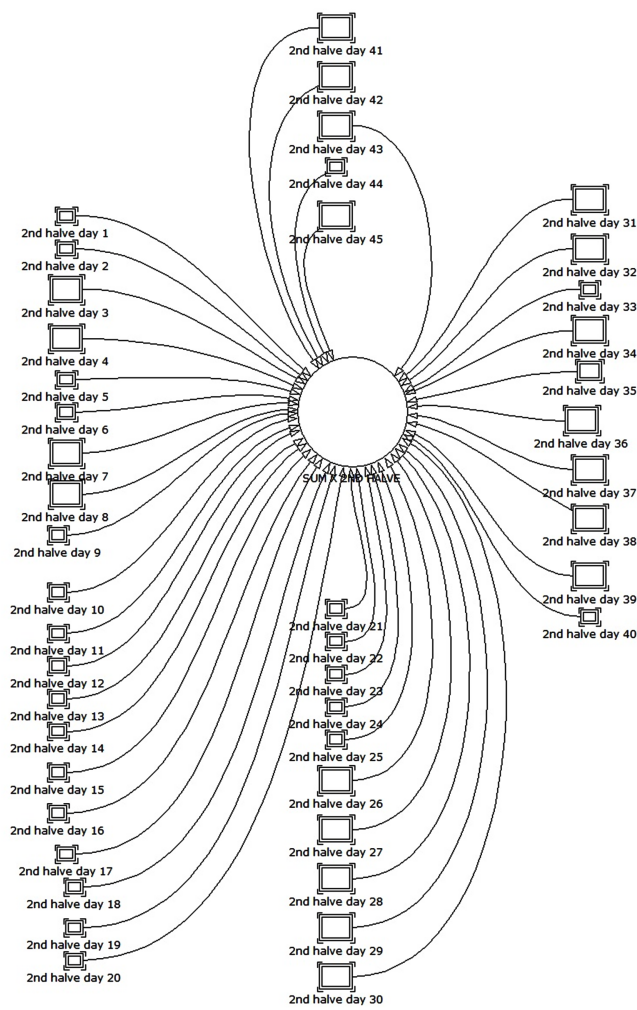 2nd halve day 41
2nd halve day 42
2nd halve day 43
2nd halve day 44
2nd halve day 45
2nd halve day 1
2nd halve day 2
2nd halve day 3
2nd halve day 4
2nd halve day 5
2nd halve day 6
2nd halve day 7
2nd halve day 8
2nd halve day 9
2nd halve day 10
2nd halve day 11
2nd halve day 12
2nd halve day 13
2nd halve day 14
2nd halve day 15
2nd halve day 16
2nd halve day 17
2nd halve day 18
2nd halve day 19
2nd halve day 20
2nd halve day 31
2nd halve day 32
2nd halve day 33
2nd halve day 34
2nd halve day 35
2nd halve day 36
2nd halve day 37
2nd halve day 38
2nd halve day 39
2nd halve day 40
2ND HALVE
2nd halve day 21
2nd halve day 22
2nd halve day 23
2nd halve day 24
2nd halve day 25
2nd halve day 26
2nd halve day 27
2nd halve day 28
2nd halve day 29
2nd halve day 30